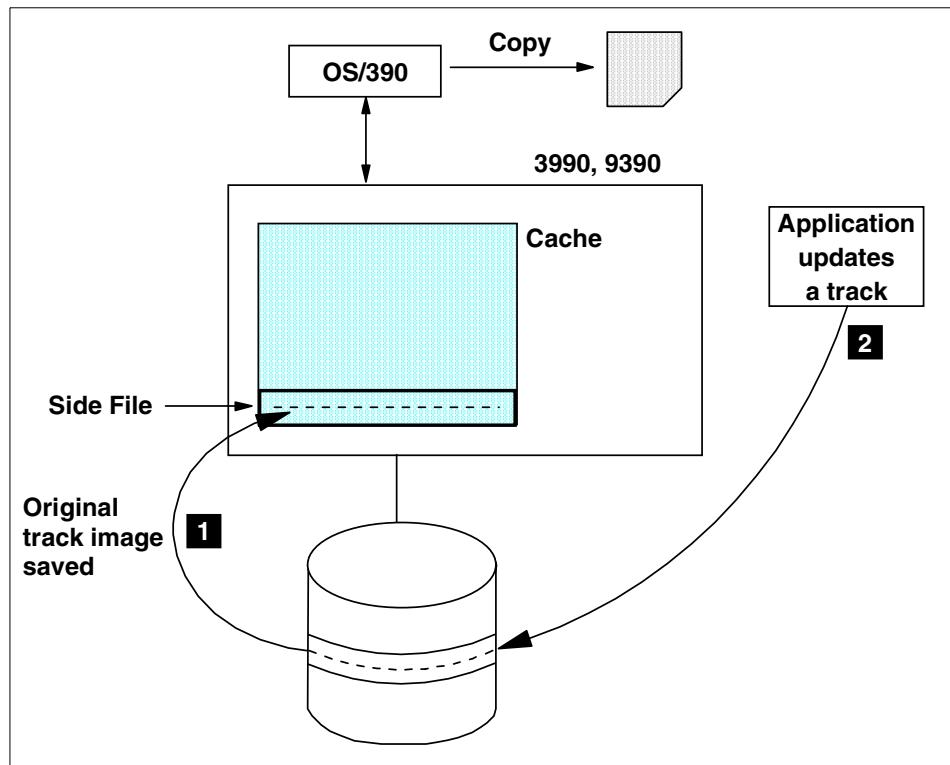 Copy
OS/390
3990, 9390
Cache
Application
updates
a track
2
Side File
Original
track image
saved
1